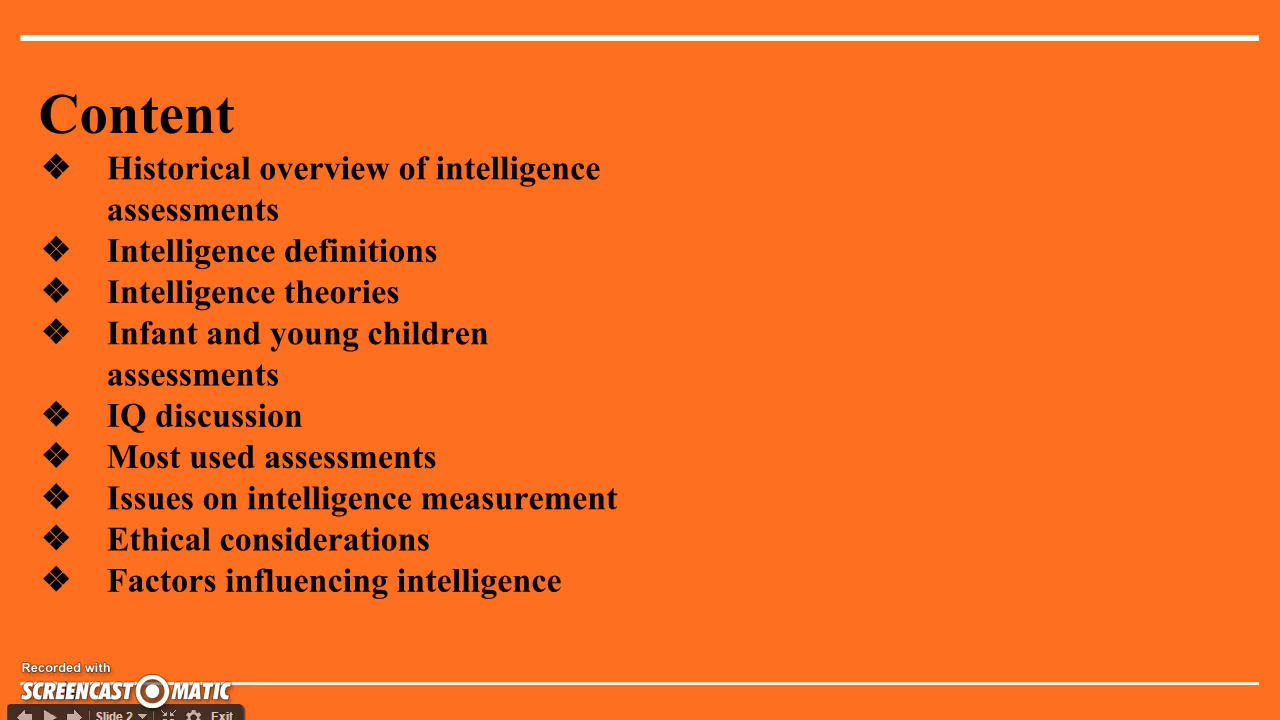 Content
❖ Historical overview of intelligence
assessments
❖ Intelligence definitions
❖ Intelligence theories
❖ Infant and young children
assessments
❖ IQ discussion
❖ Most used assessments
❖ Issues on intelligence measurement
❖ Ethical considerations
❖ Factors influencing intelligence
Recorded with
SCREENCAST MATIC
Slide 2 Exit